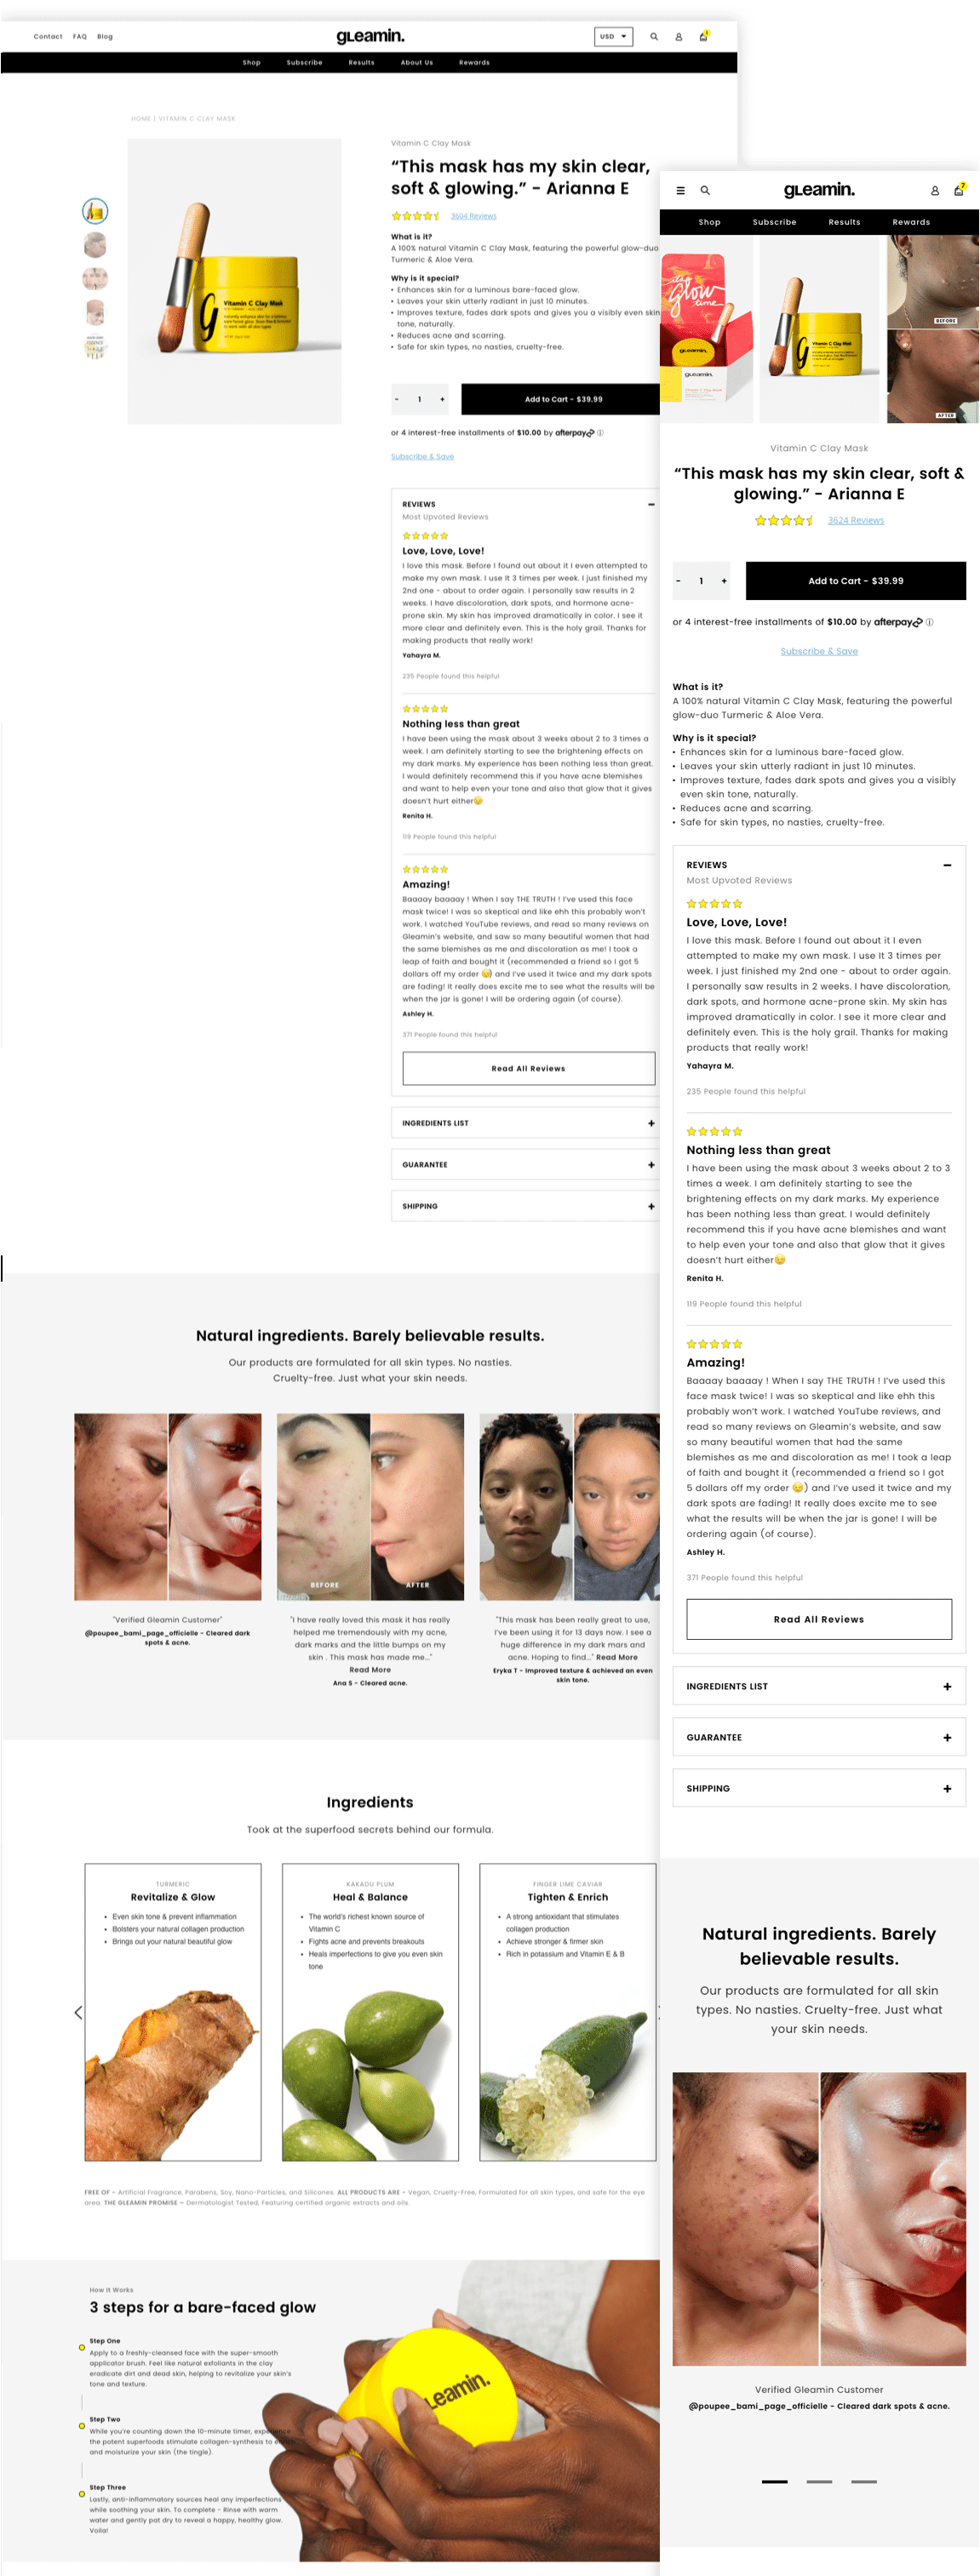 Contact FAQ Blog
gleamin.
USD
Shop Subscribe Results About Us Rewards
HOME | VITAMIN C CLAY MASK
Vitamin C Clay Mask
Vitamin C Clay Mask
“This mask has my skin clear,
soft & glowing.” - Arianna E
3604 Reviews
What is it?
A 100% natural Vitamin C Clay Mask, featuring the powerful glow-duo
Turmeric & Aloe Vera.
Why is it special?
• Enhances skin for a luminous bare-faced glow.
• Leaves your skin utterly radiant in just 10 minutes.
• Improves texture, fades dark spots and gives you a visibly even skin
tone, naturally.
• Reduces acne and scarring.
• Safe for skin types, no nasties, cruelty-free.
- 1 +
Add to Cart - $39.99
or 4 interest-free installments of $10.00 by afterpay
Subscribe & Save
REVIEWS
Most Upvoted Reviews
Love, Love, Love!
I love this mask. Before I found out about it I even attempted to
make my own mask. I use It 3 times per week. I just finished my
2nd one - about to order again. I personally saw results in 2
weeks. I have discoloration, dark spots, and hormone acne-
prone skin. My skin has improved dramatically in color. I see it
more clear and definitely even. This is the holy grail. Thanks for
making products that really work!
Yahayra M.
235 People found this helpful
Nothing less than great
I have been using the mask about 3 weeks about 2 to 3 times a
week. I am definitely starting to see the brightening effects on
my dark marks. My experience has been nothing less than great.
I would definitely recommend this if you have acne blemishes
and want to help even your tone and also that glow that it gives
doesn’t hurt either😏
Renita H.
119 People found this helpful
Amazing!
Baaaay baaaay ! When I say THE TRUTH ! I’ve used this face
mask twice! I was so skeptical and like ehh this probably won’t
work. I watched YouTube reviews, and read so many reviews on
Gleamin’s website, and saw so many beautiful women that had
the same blemishes as me and discoloration as me! I took a
leap of faith and bought it (recommended a friend so I got 5
dollars off my order 😏) and I’ve used it twice and my dark spots
are fading! It really does excite me to see what the results will be
when the jar is gone! I will be ordering again (of course).
Ashley H.
371 People found this helpful
Read All Reviews
INGREDIENTS LIST +
GUARANTEE +
SHIPPING +
Natural ingredients. Barely believable results.
Our products are formulated for all skin types. No nasties.
Cruelty-free. Just what your skin needs.
BEFORE AFTER
"Verified Gleamin Customer"
@poupee_bami_page_officielle - Cleared dark
spots & acne.
"I have really loved this mask it has really
helped me tremendously with my acne,
dark marks and the little bumps on my
skin . This mask has made me..."
Read More
Ana S - Cleared acne.
"This mask has been really great to use,
I’ve been using it for 13 days now. I see a
huge difference in my dark mars and
acne. Hoping to find..." Read More
Eryka T - Improved texture & achieved an even
skin tone.
Ingredients
Took at the superfood secrets behind our formula.
TURMERIC
Revitalize & Glow
• Even skin tone & prevent inflammation
• Bolsters your natural collagen production
• Brings out your natural beautiful glow
KAKADU PLUM
Heal & Balance
• The world’s richest known source of
Vitamin C
• Fights acne and prevents breakouts
• Heals imperfections to give you even skin
tone
FINGER LIME CAVIAR
Tighten & Enrich
• A strong antioxidant that stimulates
collagen production
• Achieve stronger & firmer skin
• Rich in potassium and Vitamin E & B
FREE OF - Artificial Fragrance, Parabens, Soy, Nano-Particles, and Silicones. ALL PRODUCTS ARE - Vegan, Cruelty-Free, Formulated for all skin types, and safe for the eye
area. THE GLEAMIN PROMISE - Dermatologist Tested, Featuring certified organic extracts and oils.
How It Works
3 steps for a bare-faced glow
Step One
Apply to a freshly-cleansed face with the super-smooth
applicator brush. Feel like natural exfoliants in the clay
eradicate dirt and dead skin, helping to revitalize your skin’s
tone and texture.
Step Two
While you’re counting down the 10-minute timer, experience
the potent superfoods stimulate collagen-synthesis to
and moisturize your skin (the tingle).
Step Three
Lastly, anti-inflammatory sources heal any imperfections
while soothing your skin. To complete - Rinse with warm
water and gently pat dry to reveal a happy, healthy glow.
Voila!
leamin.
gleamin.
7
Shop Subscribe Results Rewards
glow
time
gleamin.
gleamin.
Vitamin C Clay Mask
BEFORE
AFTER
Vitamin C Clay Mask
“This mask has my skin clear, soft &
glowing.” - Arianna E
3624 Reviews
- 1 +
Add to Cart - $39.99
or 4 interest-free installments of $10.00 by afterpay
Subscribe & Save
What is it?
A 100% natural Vitamin C Clay Mask, featuring the powerful
glow-duo Turmeric & Aloe Vera.
Why is it special?
• Enhances skin for a luminous bare-faced glow.
• Leaves your skin utterly radiant in just 10 minutes.
• Improves texture, fades dark spots and gives you a visibly
even skin tone, naturally.
• Reduces acne and scarring.
• Safe for skin types, no nasties, cruelty-free.
REVIEWS
Most Upvoted Reviews
Love, Love, Love!
I love this mask. Before I found out about it I even
attempted to make my own mask. I use It 3 times per
week. I just finished my 2nd one - about to order again.
I personally saw results in 2 weeks. I have discoloration,
dark spots, and hormone acne-prone skin. My skin has
improved dramatically in color. I see it more clear and
definitely even. This is the holy grail. Thanks for making
products that really work!
Yahayra M.
235 People found this helpful
Nothing less than great
I have been using the mask about 3 weeks about 2 to 3
times a week. I am definitely starting to see the
brightening effects on my dark marks. My experience
has been nothing less than great. I would definitely
recommend this if you have acne blemishes and want
to help even your tone and also that glow that it gives
doesn’t hurt either😏
Renita H.
119 People found this helpful
Amazing!
Baaaay baaaay ! When I say THE TRUTH ! I’ve used this
face mask twice! I was so skeptical and like ehh this
probably won’t work. I watched YouTube reviews, and
read so many reviews on Gleamin’s website, and saw
so many beautiful women that had the same
blemishes as me and discoloration as me! I took a leap
of faith and bought it (recommended a friend so I got
5 dollars off my order 😏) and I’ve used it twice and my
dark spots are fading! It really does excite me to see
what the results will be when the jar is gone! I will be
ordering again (of course).
Ashley H.
371 People found this helpful
Read All Reviews
INGREDIENTS LIST +
GUARANTEE +
SHIPPING +
Natural ingredients. Barely
believable results.
Our products are formulated for all skin
types. No nasties. Cruelty-free. Just what
your skin needs.
Verified Gleamin Customer
@poupee_bami_page_officielle - Cleared dark spots & acne.